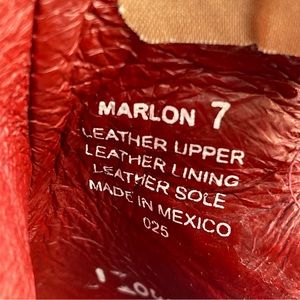 MARLON 7
LEATHER UPPER
LEATHER LINING
LEATHER SOLE
MADE IN MEXICO
025